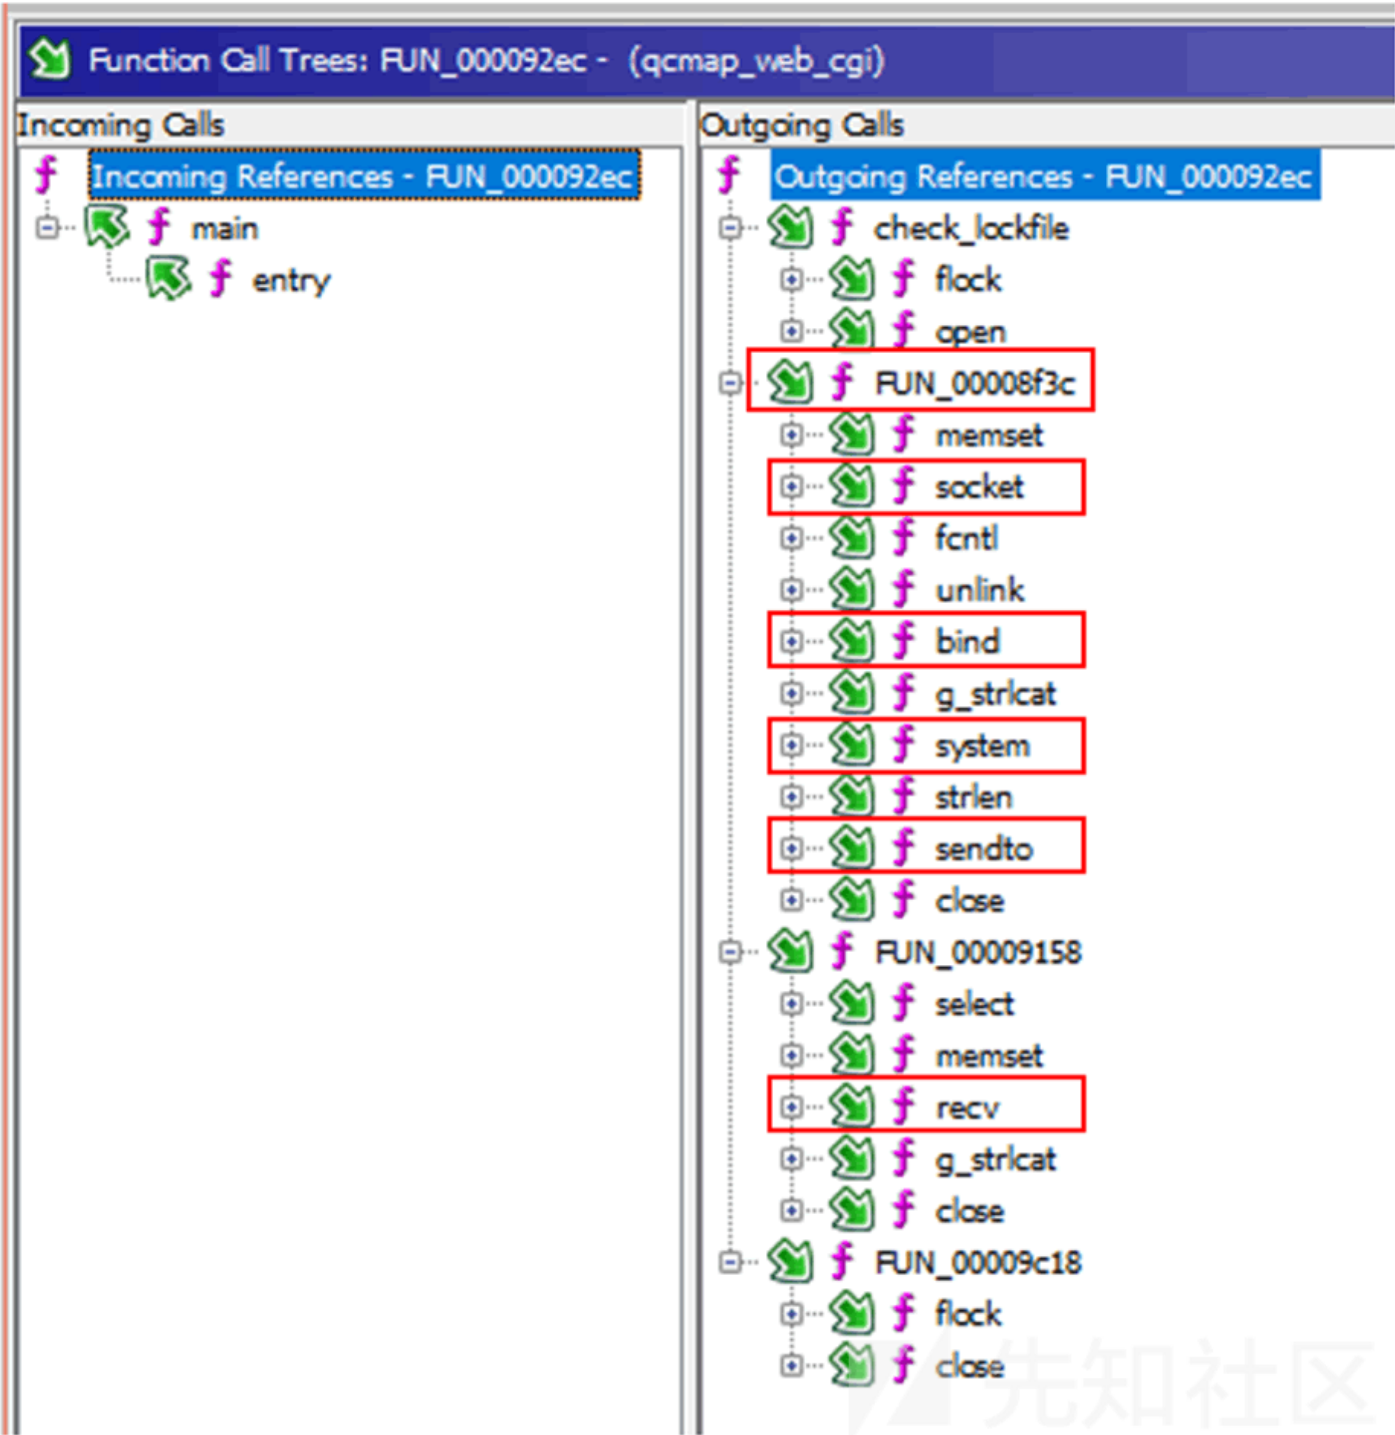 Function Call Trees: FUN_000092ec - (qcmap_web_cgi)
Incoming Calls
Incoming References - FUN_000092ec
main
entry
Outgoing Calls
Outgoing References - FUN_000092ec
check_lockfile
flock
open
FUN_00008f3c
memset
socket
fcntl
unlink
bind
g_strlcat
system
strlen
sendto
close
FUN_00009158
select
memset
recv
g_strlcat
close
FUN_00009c18
flock
close
先知社区